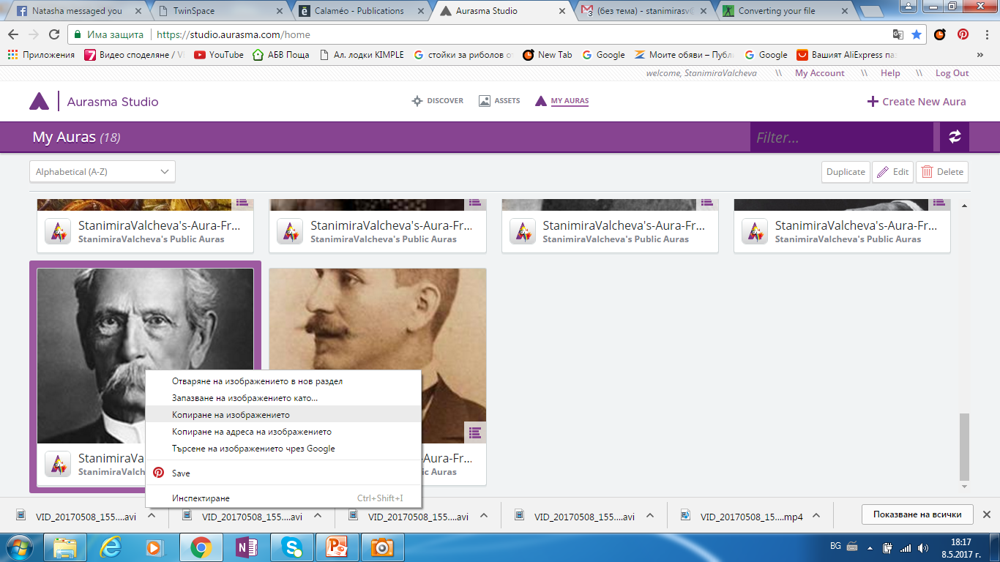 Natasha messaged you
TwinSpace
Calaméo - Publications
Aurasma Studio
(без тема) - stanimirasv@
Converting your file
Има защита
https://studio.aurasma.com/home
Приложения
Видео споделяне / Vi
YouTube
АБВ Поща
Ал. лодки KIMPLE
стойки за риболов от
New Tab
Google
Моите обяви – Публ
Google
Вашият AliExpress па
»
welcome, StanimiraValcheva \\ My Account \\ Help \\ Log Out
Aurasma Studio
DISCOVER
ASSETS
MY AURAS
Create New Aura
My Auras (18)
Filter...
Alphabetical (A-Z)
Duplicate
Edit
Delete
StanimiraValcheva's-Aura-Fr...
StanimiraValcheva's Public Auras
StanimiraValcheva's-Aura-Fr...
StanimiraValcheva's Public Auras
StanimiraValcheva's-Aura-Fr...
StanimiraValcheva's Public Auras
StanimiraValcheva's-Aura-Fr...
StanimiraValcheva's Public Auras
StanimiraVa
StanimiraValch
-Aura-Fr...
ic Auras
Отваряне на изображението в нов раздел
Запазване на изображението като...
Копиране на изображението
Копиране на адреса на изображението
Търсене на изображението чрез Google
Save
Инспектиране Ctrl+Shift+I
VID_20170508_155....avi
VID_20170508_155....avi
VID_20170508_155....avi
VID_20170508_155....avi
VID_20170508_15....mp4
Показване на всички
BG
18:17
8.5.2017 г.